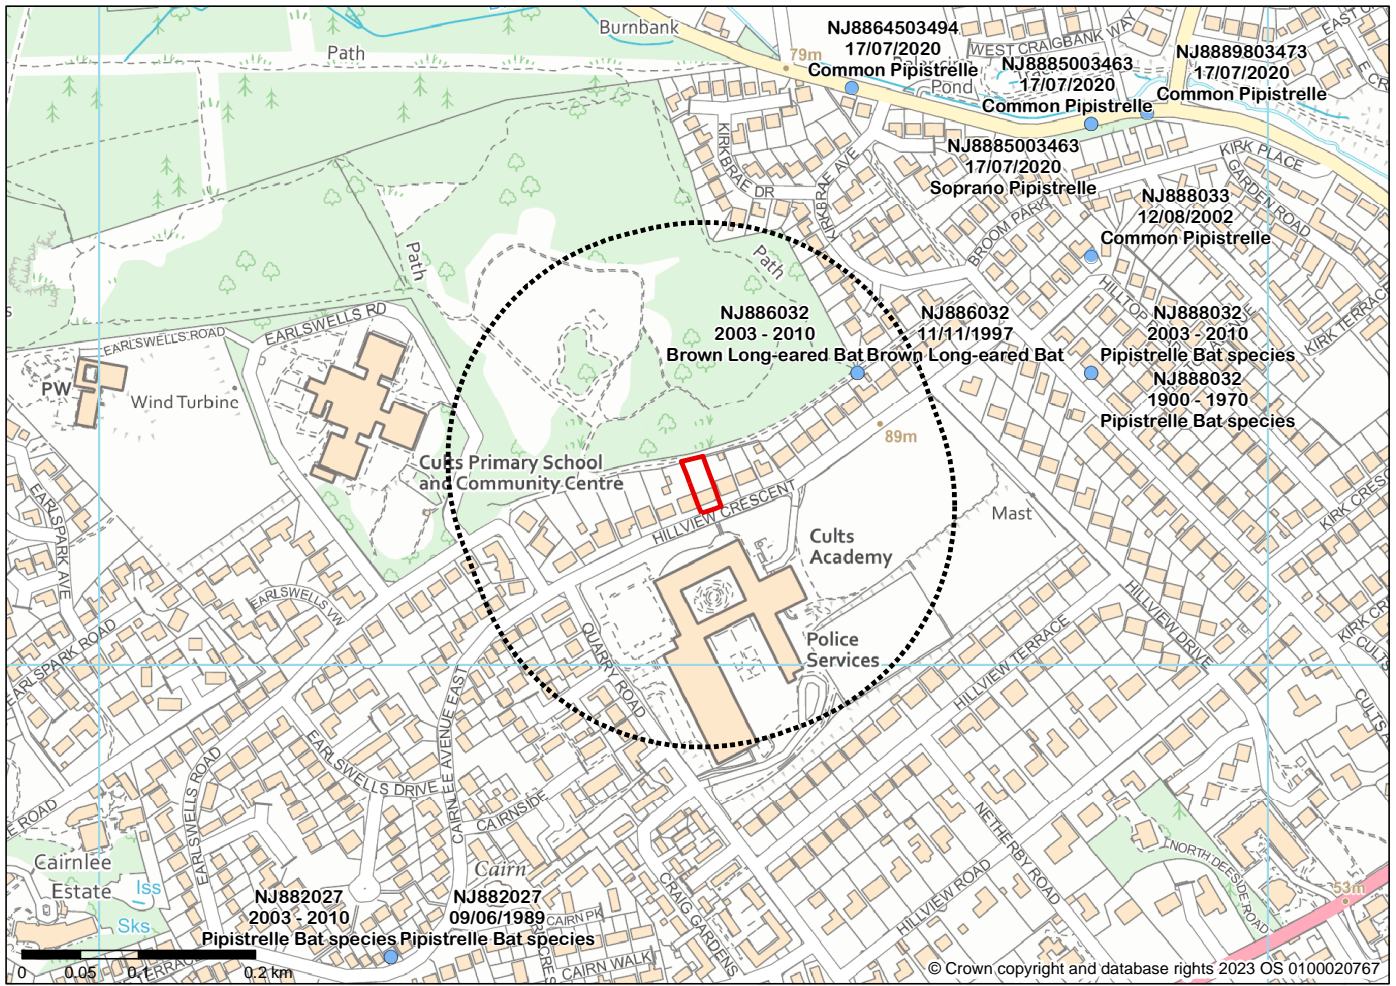 Burnbank
NJ8864503494
17/07/2020
Common Pipistrelle
79m
Path
WEST CRAIGBANK WAY
NJ8885003463
17/07/2020
Common Pipistrelle
Pond
NJ8889803473
17/07/2020
Common Pipistrelle
NJ8885003463
17/07/2020
Soprano Pipistrelle
KIRKBRAE DR
KIRKBRAE AVE
KIRK PLACE
GARDEN ROAD
NJ888033
12/08/2002
Common Pipistrelle
BROOM PARK
Path
Path
HILLTOP
KIRK TERRACE
NJ886032
2003 - 2010
Brown Long-eared Bat
NJ886032
11/11/1997
Brown Long-eared Bat
NJ888032
2003 - 2010
Pipistrelle Bat species
NJ888032
1900 - 1970
Pipistrelle Bat species
EARLSWELLS ROAD
EARLSWELLS RD
PW
Wind Turbine
89m
Cults Primary School
and Community Centre
HILLVIEW CRESCENT
Mast
KIRK CRESC
EARLSPARK AVE
Cults
Academy
EARLSWELLS VW
EARLSPARK ROAD
QUARRY ROAD
Police
Services
HILLVIEW TERRACE
HILLVIEW DRIVE
KIRK CR
CULTS
CULTS A
CAIRNLEE AVENUE EAST
EARLSWELLS DRIVE
EARLSWELLS ROAD
E ROAD
CAIRNSIDE
Cairn
NETHERBY ROAD
NORTH DEESIDE ROAD
Cairnlee
Estate
Iss
Sks
HILLVIEW ROAD
53m
CRAIG GARDENS
NJ882027
2003 - 2010
Pipistrelle Bat species
NJ882027
09/06/1989
Pipistrelle Bat species
CAIRN PK
CAIRN WALK
CRES
TERRAC
0 0.05 0.1 0.2 km
© Crown copyright and database rights 2023 OS 0100020767